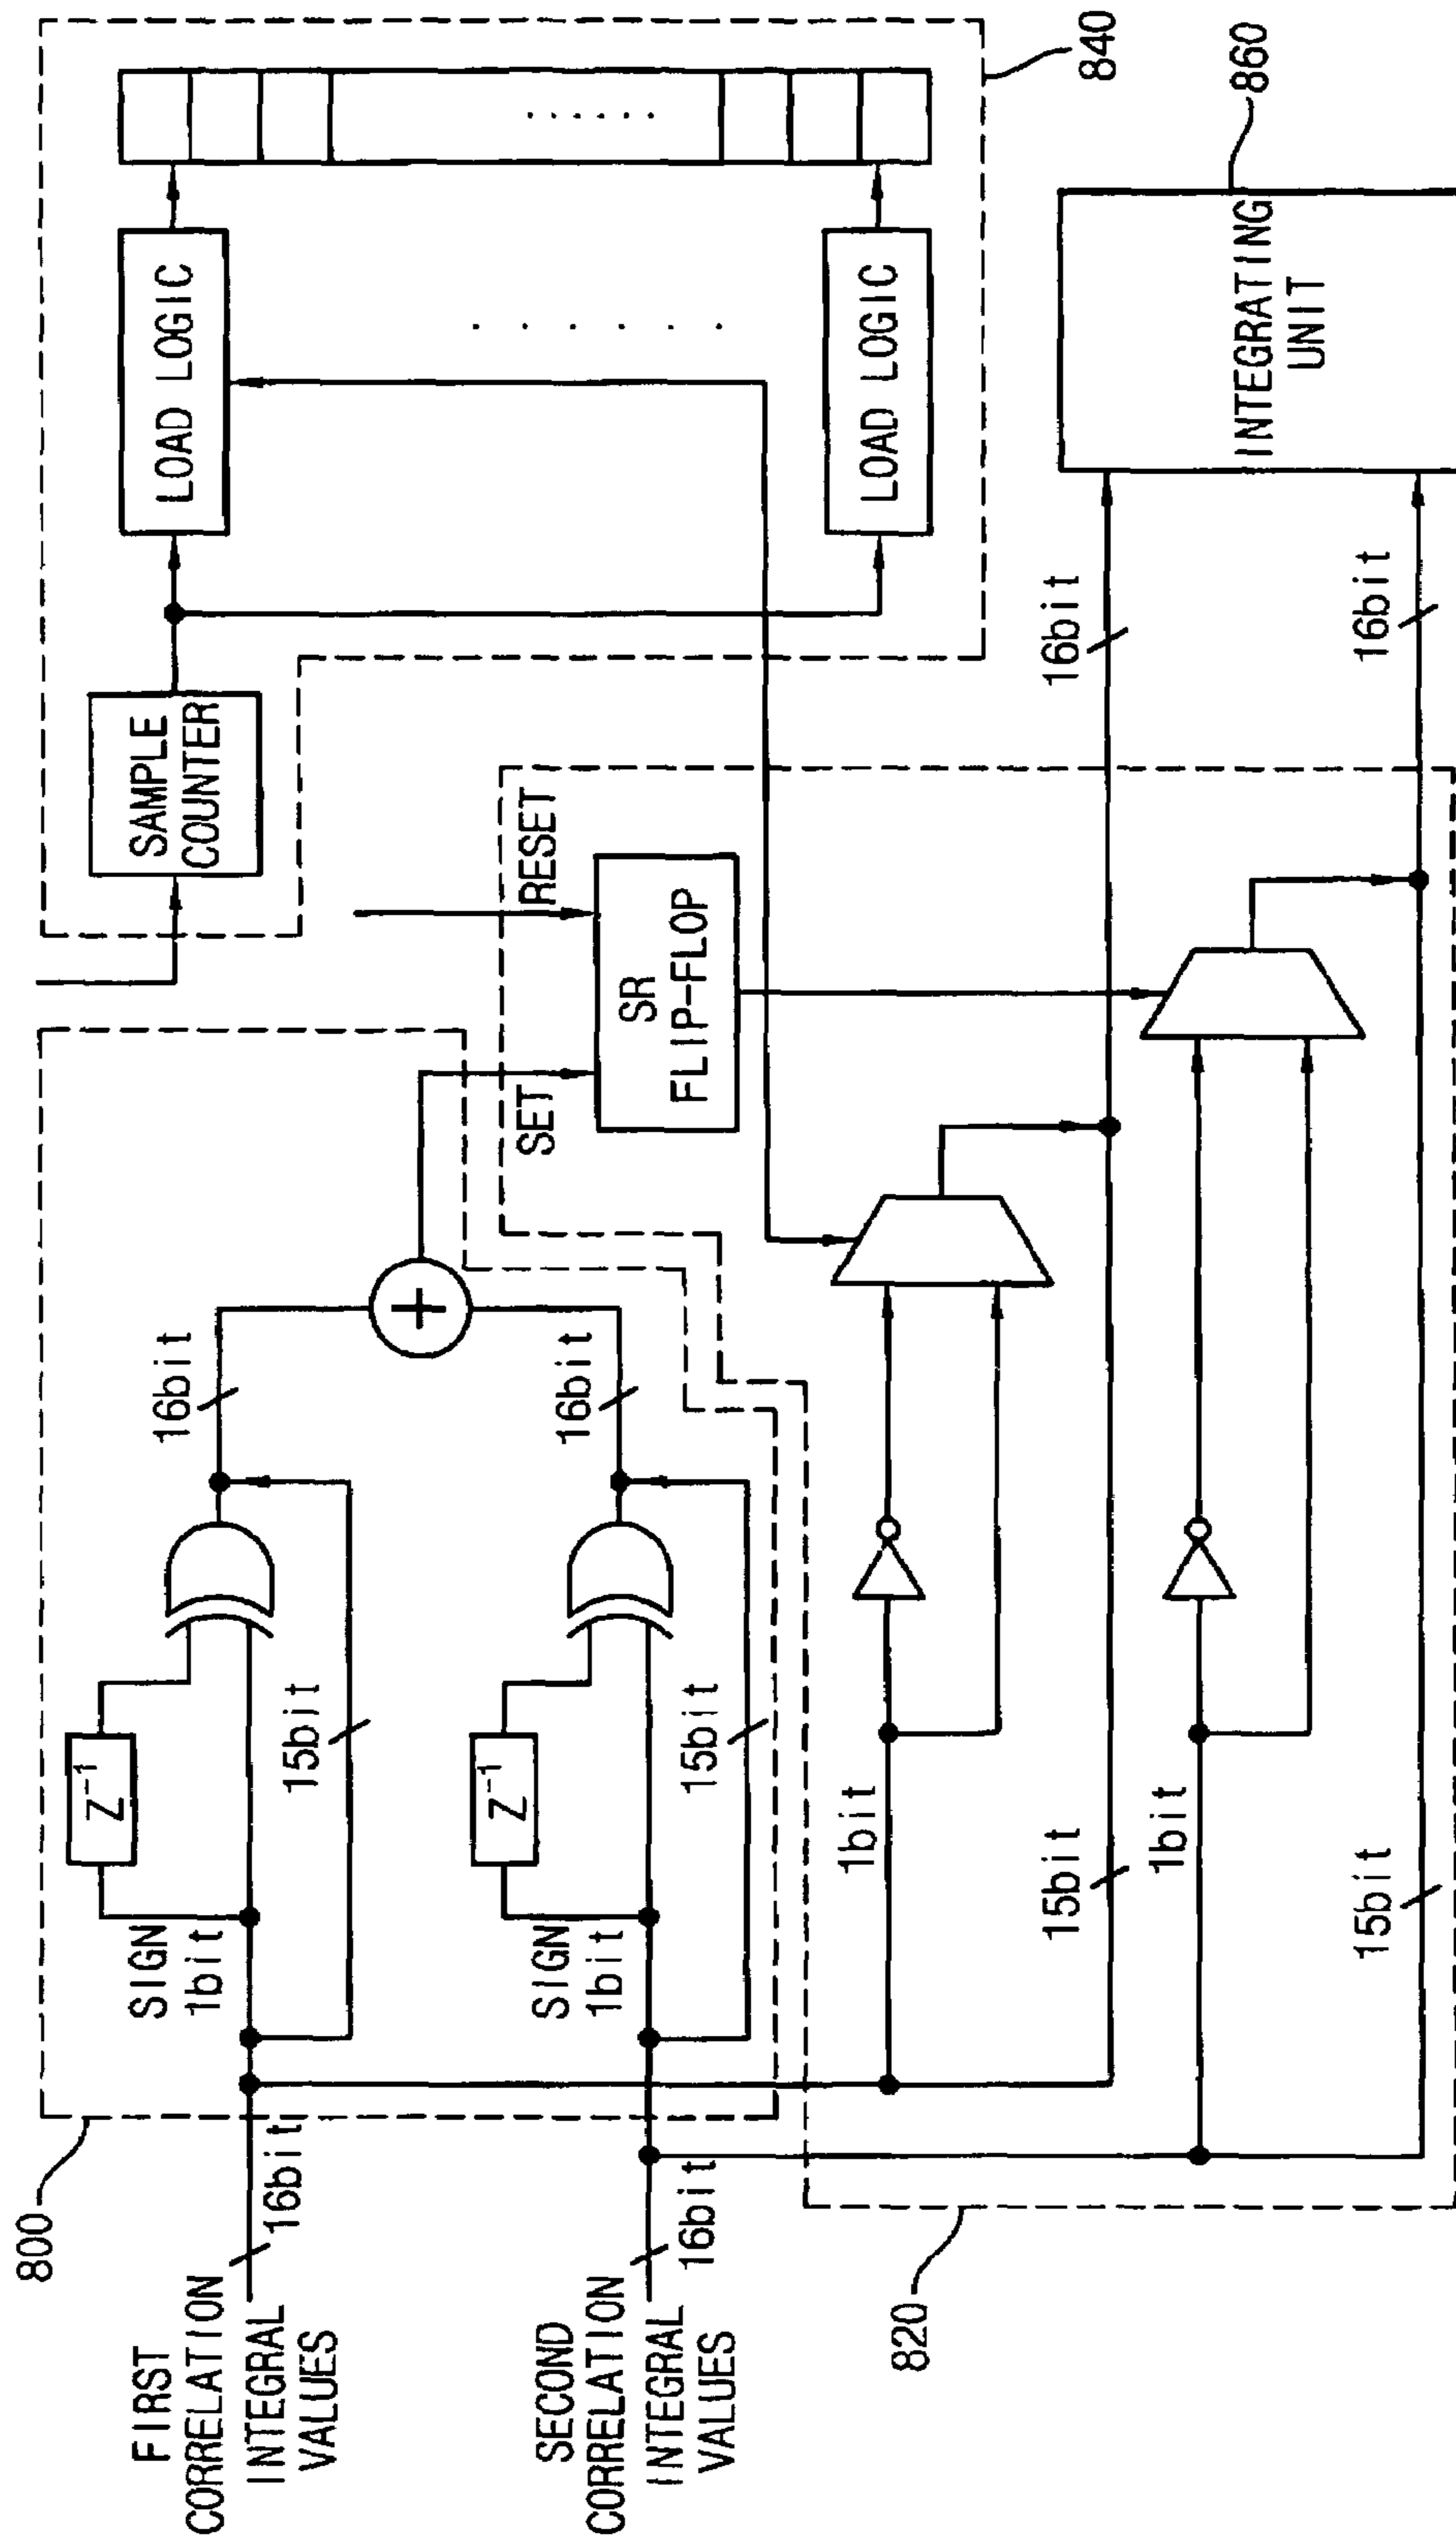 800
FIRST
CORRELATION
INTEGRAL
VALUES
16bit
SIGN
1bit
Z⁻¹
15bit
16bit
SECOND
CORRELATION
INTEGRAL
VALUES
16bit
SIGN
1bit
Z⁻¹
15bit
16bit
+
SAMPLE
COUNTER
LOAD LOGIC
LOAD LOGIC
840
SET
RESET
SR
FLIP-FLOP
820
1bit
15bit
16bit
1bit
15bit
16bit
INTEGRATING
UNIT
860